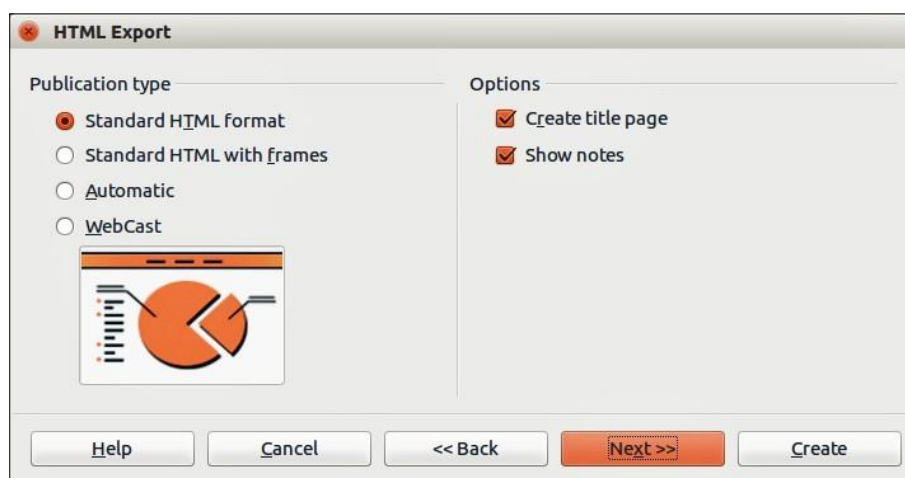 HTML Export
Publication type
Standard HTML format
Standard HTML with frames
Automatic
WebCast
Options
Create title page
Show notes
Help
Cancel
<< Back
Next >>
Create